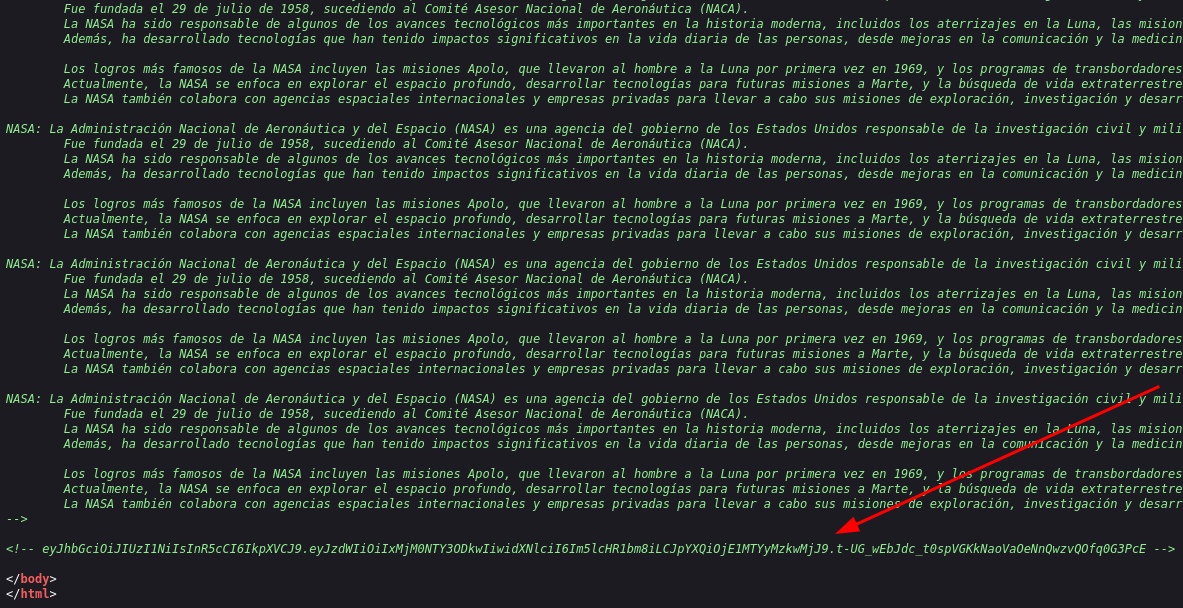 Fue fundada el 29 de julio de 1958, sucediendo al Comité Asesor Nacional de Aeronáutica (NACA).
La NASA ha sido responsable de algunos de los avances tecnológicos más importantes en la historia moderna, incluidos los aterrizajes en la Luna, las mision
Además, ha desarrollado tecnologías que han tenido impactos significativos en la vida diaria de las personas, desde mejoras en la comunicación y la medicin
Los logros más famosos de la NASA incluyen las misiones Apolo, que llevaron al hombre a la Luna por primera vez en 1969, y los programas de transbordadores
Actualmente, la NASA se enfoca en explorar el espacio profundo, desarrollar tecnologías para futuras misiones a Marte, y la búsqueda de vida extraterrestre
La NASA también colabora con agencias espaciales internacionales y empresas privadas para llevar a cabo sus misiones de exploración, investigación y desarr
NASA: La Administración Nacional de Aeronáutica y del Espacio (NASA) es una agencia del gobierno de los Estados Unidos responsable de la investigación civil y mili
Fue fundada el 29 de julio de 1958, sucediendo al Comité Asesor Nacional de Aeronáutica (NACA).
La NASA ha sido responsable de algunos de los avances tecnológicos más importantes en la historia moderna, incluidos los aterrizajes en la Luna, las mision
Además, ha desarrollado tecnologías que han tenido impactos significativos en la vida diaria de las personas, desde mejoras en la comunicación y la medicin
Los logros más famosos de la NASA incluyen las misiones Apolo, que llevaron al hombre a la Luna por primera vez en 1969, y los programas de transbordadores
Actualmente, la NASA se enfoca en explorar el espacio profundo, desarrollar tecnologías para futuras misiones a Marte, y la búsqueda de vida extraterrestre
La NASA también colabora con agencias espaciales internacionales y empresas privadas para llevar a cabo sus misiones de exploración, investigación y desarr
NASA: La Administración Nacional de Aeronáutica y del Espacio (NASA) es una agencia del gobierno de los Estados Unidos responsable de la investigación civil y mili
Fue fundada el 29 de julio de 1958, sucediendo al Comité Asesor Nacional de Aeronáutica (NACA).
La NASA ha sido responsable de algunos de los avances tecnológicos más importantes en la historia moderna, incluidos los aterrizajes en la Luna, las mision
Además, ha desarrollado tecnologías que han tenido impactos significativos en la vida diaria de las personas, desde mejoras en la comunicación y la medicin
Los logros más famosos de la NASA incluyen las misiones Apolo, que llevaron al hombre a la Luna por primera vez en 1969, y los programas de transbordadores
Actualmente, la NASA se enfoca en explorar el espacio profundo, desarrollar tecnologías para futuras misiones a Marte, y la búsqueda de vida extraterrestre
La NASA también colabora con agencias espaciales internacionales y empresas privadas para llevar a cabo sus misiones de exploración, investigación y desarr
NASA: La Administración Nacional de Aeronáutica y del Espacio (NASA) es una agencia del gobierno de los Estados Unidos responsable de la investigación civil y mili
Fue fundada el 29 de julio de 1958, sucediendo al Comité Asesor Nacional de Aeronáutica (NACA).
La NASA ha sido responsable de algunos de los avances tecnológicos más importantes en la historia moderna, incluidos los aterrizajes en la Luna, las mision
Además, ha desarrollado tecnologías que han tenido impactos significativos en la vida diaria de las personas, desde mejoras en la comunicación y la medicin
Los logros más famosos de la NASA incluyen las misiones Apolo, que llevaron al hombre a la Luna por primera vez en 1969, y los programas de transbordadores
Actualmente, la NASA se enfoca en explorar el espacio profundo, desarrollar tecnologías para futuras misiones a Marte, y la búsqueda de vida extraterrestre
La NASA también colabora con agencias espaciales internacionales y empresas privadas para llevar a cabo sus misiones de exploración, investigación y desarr
-->
<!-- eyJhbGciOiJIUzI1NiIsInR5cCI6IkpXVCJ9.eyJzdWIiOiIxMjM0NTY3ODkwIiwidXNlciI6Im5lcHR1bm8iLCJpYXQiOjE1MTYyMzkwMjJ9.t-UG_wEbJdc_t0spVGKkNaoVaOeNnQwzvQOfq0G3PcE -->
</body>
</html>